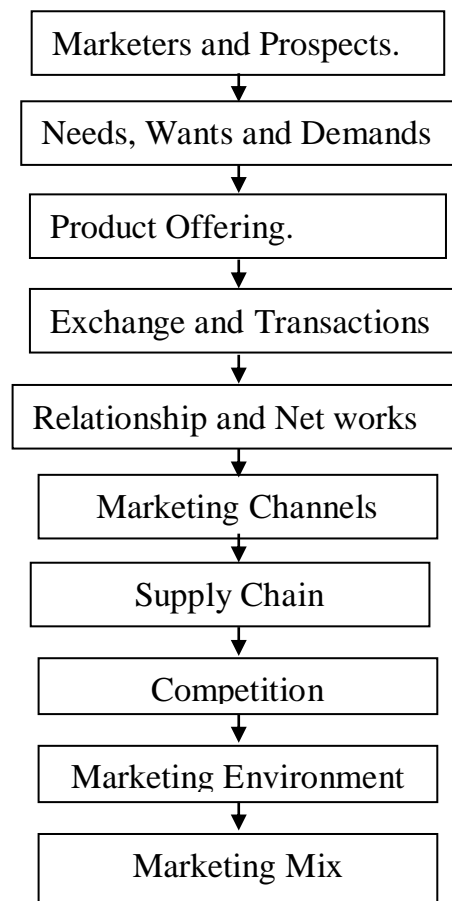 Marketers and Prospects.
Needs, Wants and Demands
Product Offering.
Exchange and Transactions
Relationship and Net works
Marketing Channels
Supply Chain
Competition
Marketing Environment
Marketing Mix